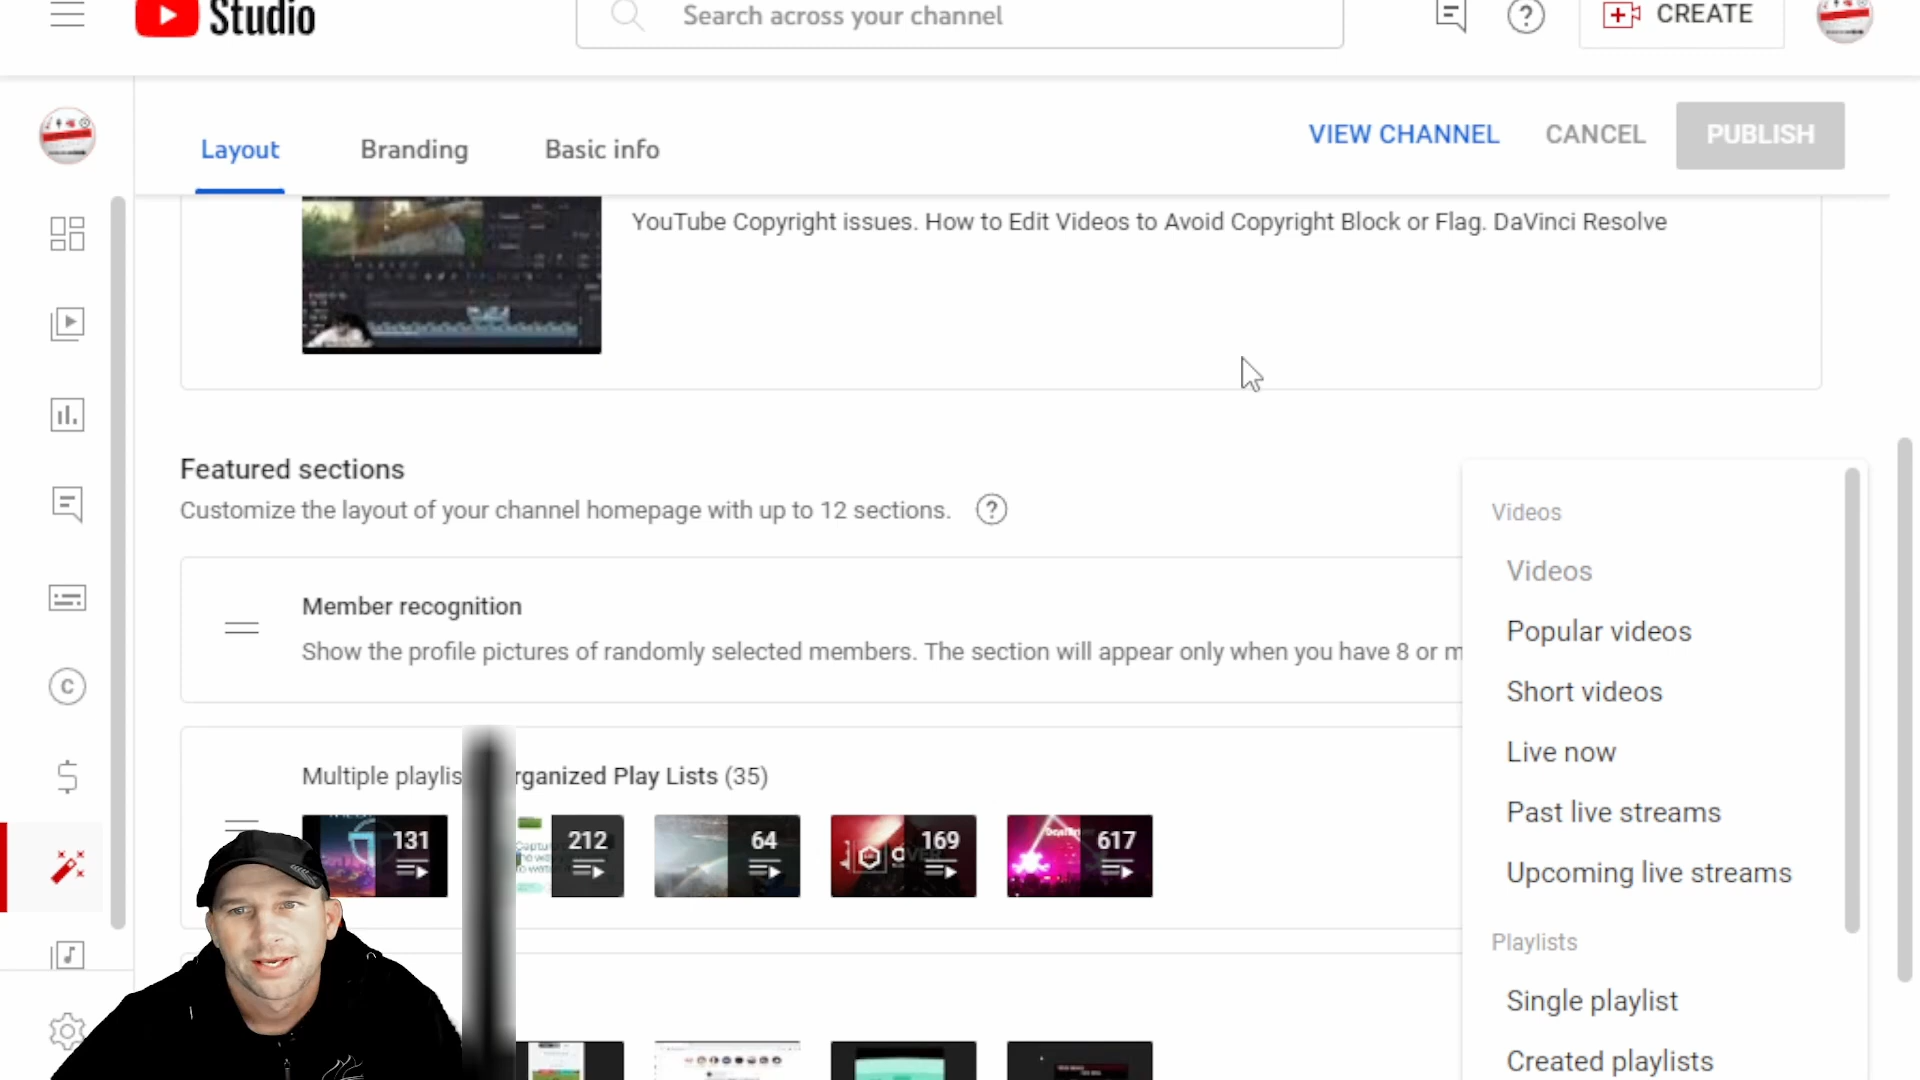 Studio
Search across your channel
CREATE
Layout
Branding
Basic info
VIEW CHANNEL
CANCEL
PUBLISH
YouTube Copyright issues. How to Edit Videos to Avoid Copyright Block or Flag. DaVinci Resolve
Featured sections
Customize the layout of your channel homepage with up to 12 sections.
Member recognition
Show the profile pictures of randomly selected members. The section will appear only when you have 8 or m
Multiple playlis rganized Play Lists (35)
131
212
64
169
617
Videos
Videos
Popular videos
Short videos
Live now
Past live streams
Upcoming live streams
Playlists
Single playlist
Created playlists